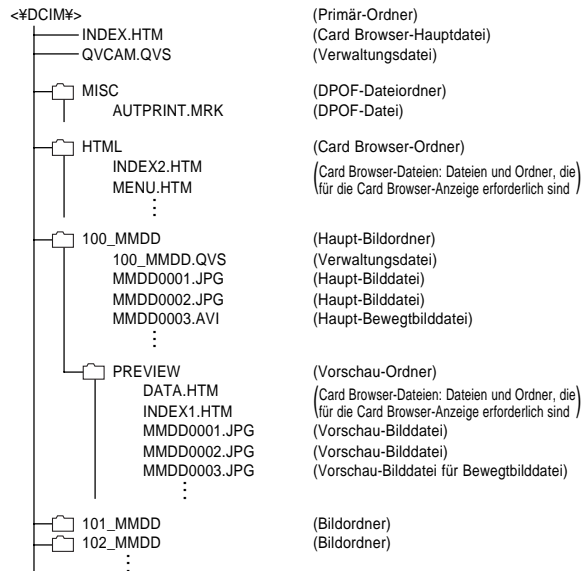 <¥DCIM¥> (Primär-Ordner)
INDEX.HTM (Card Browser-Hauptdatei)
QVCAM.QVS (Verwaltungsdatei)
MISC (DPOF-Dateiordner)
AUTPRINT.MRK (DPOF-Datei)
HTML (Card Browser-Ordner)
INDEX2.HTM (Card Browser-Dateien: Dateien und Ordner, die
MENU.HTM für die Card Browser-Anzeige erforderlich sind)
100_MMDD (Haupt-Bildordner)
100_MMDD.QVS (Verwaltungsdatei)
MMDD0001.JPG (Haupt-Bilddatei)
MMDD0002.JPG (Haupt-Bilddatei)
MMDD0003.AVI (Haupt-Bewegtbilddatei)
PREVIEW (Vorschau-Ordner)
DATA.HTM (Card Browser-Dateien: Dateien und Ordner, die
INDEX1.HTM für die Card Browser-Anzeige erforderlich sind)
MMDD0001.JPG (Vorschau-Bilddatei)
MMDD0002.JPG (Vorschau-Bilddatei)
MMDD0003.JPG (Vorschau-Bilddatei für Bewegtbilddatei)
101_MMDD (Bildordner)
102_MMDD (Bildordner)